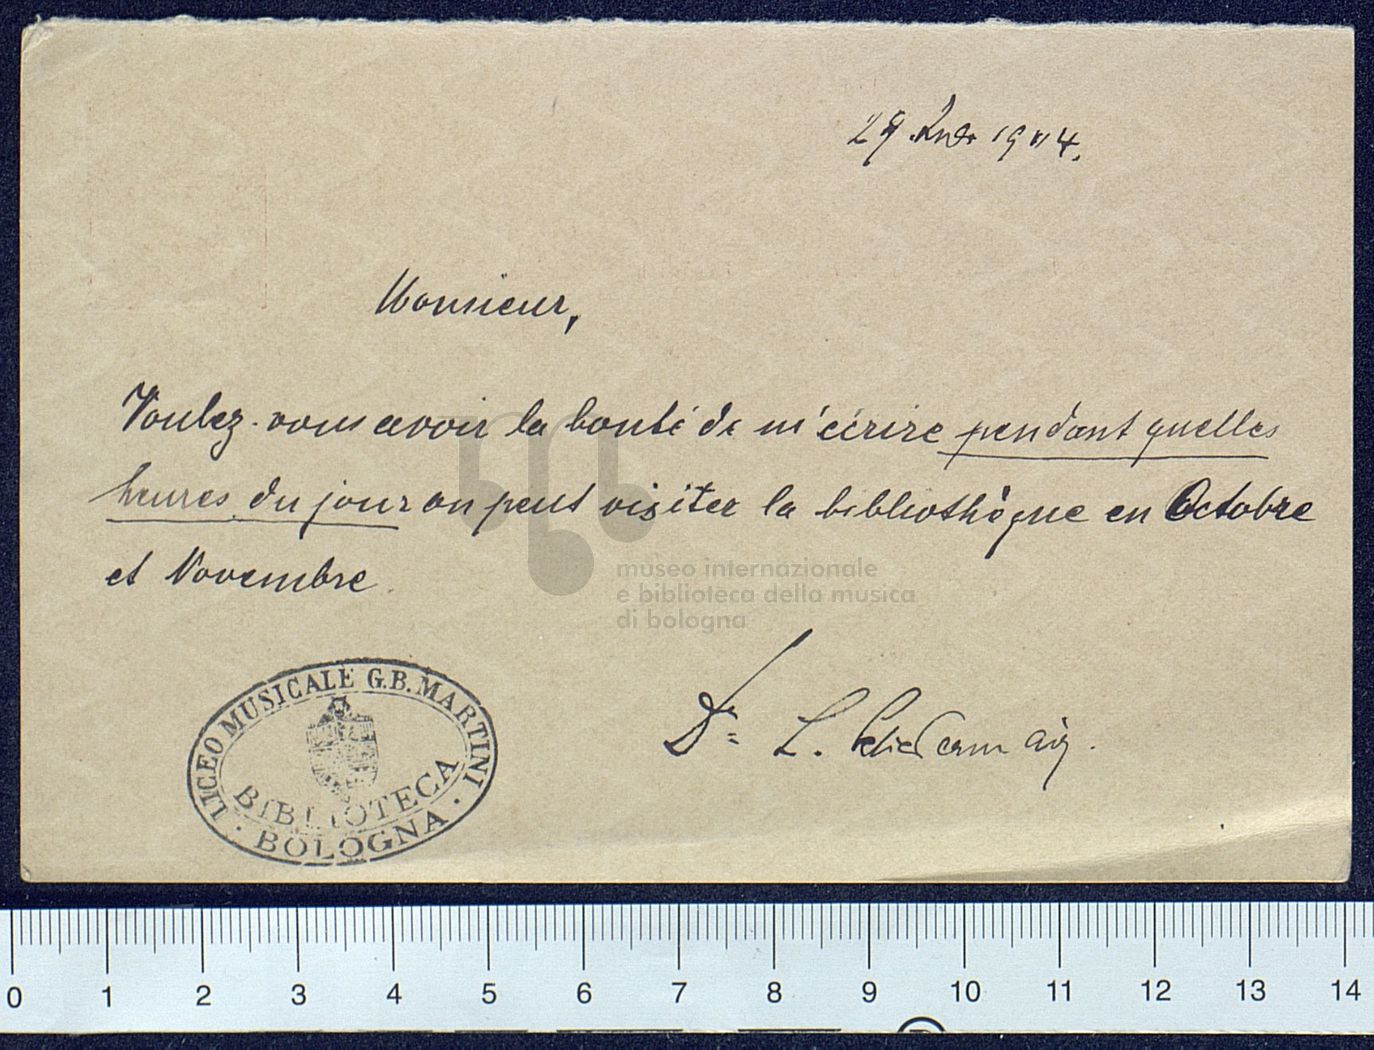 1904.
Monsieur,
Voulez-vous avoir la bonté de m'écrire pendant quelles
heures du jour on peut visiter la bibliothèque en Octobre
et Novembre.
museo internazionale
e biblioteca della musica
di bologna
Dr. L.
LICEO MUSICALE G.B. MARTINI
BIBLIOTECA
· BOLOGNA ·
0 1 2 3 4 5 6 7 8 9 10 11 12 13 14